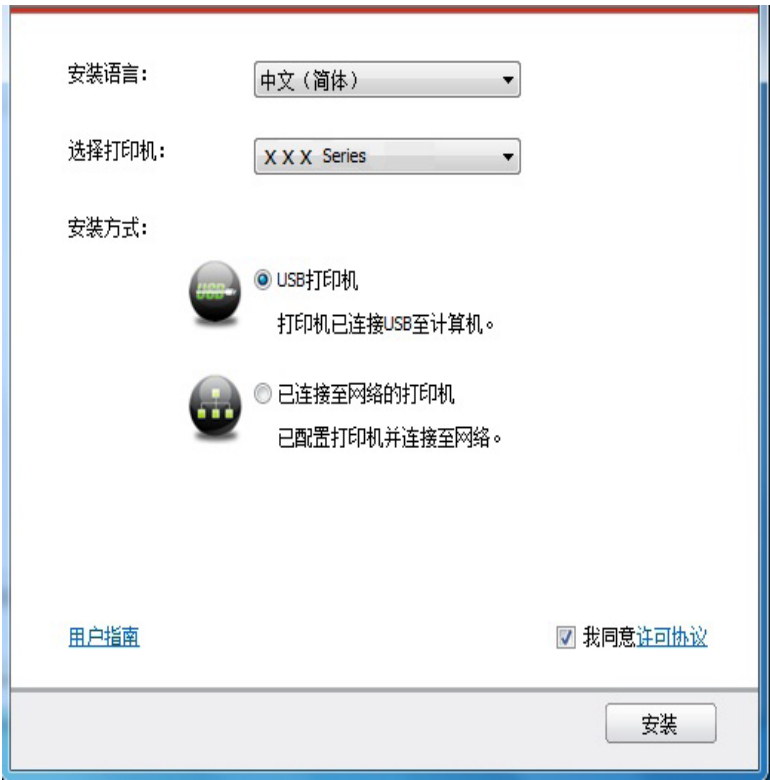 安装语言：
中文（简体）
选择打印机：
X X X Series
安装方式：
USB
USB打印机
打印机已连接USB至计算机。
已连接至网络的打印机
已配置打印机并连接至网络。
用户指南
我同意许可协议
安装